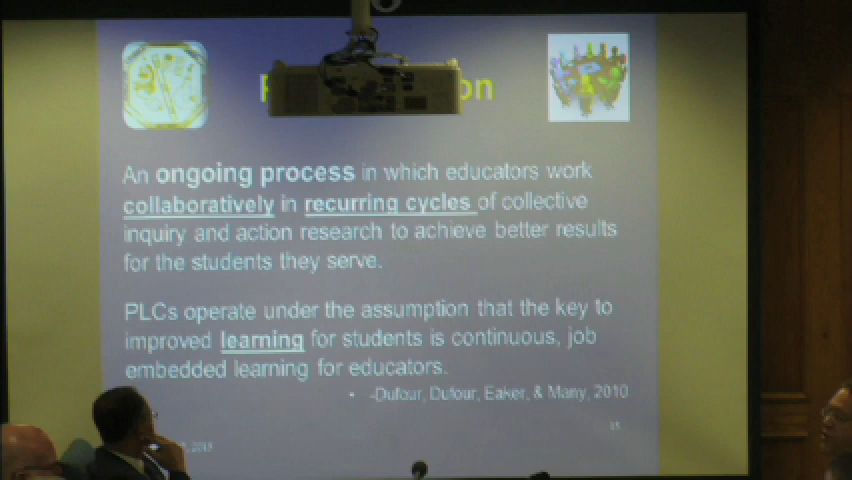 on
An ongoing process in which educators work
collaboratively in recurring cycles of collective
inquiry and action research to achieve better results
for the students they serve.
PLCs operate under the assumption that the key to
improved learning for students is continuous, job
embedded learning for educators.
• -Dufour, Dufour, Eaker, & Many, 2010
15